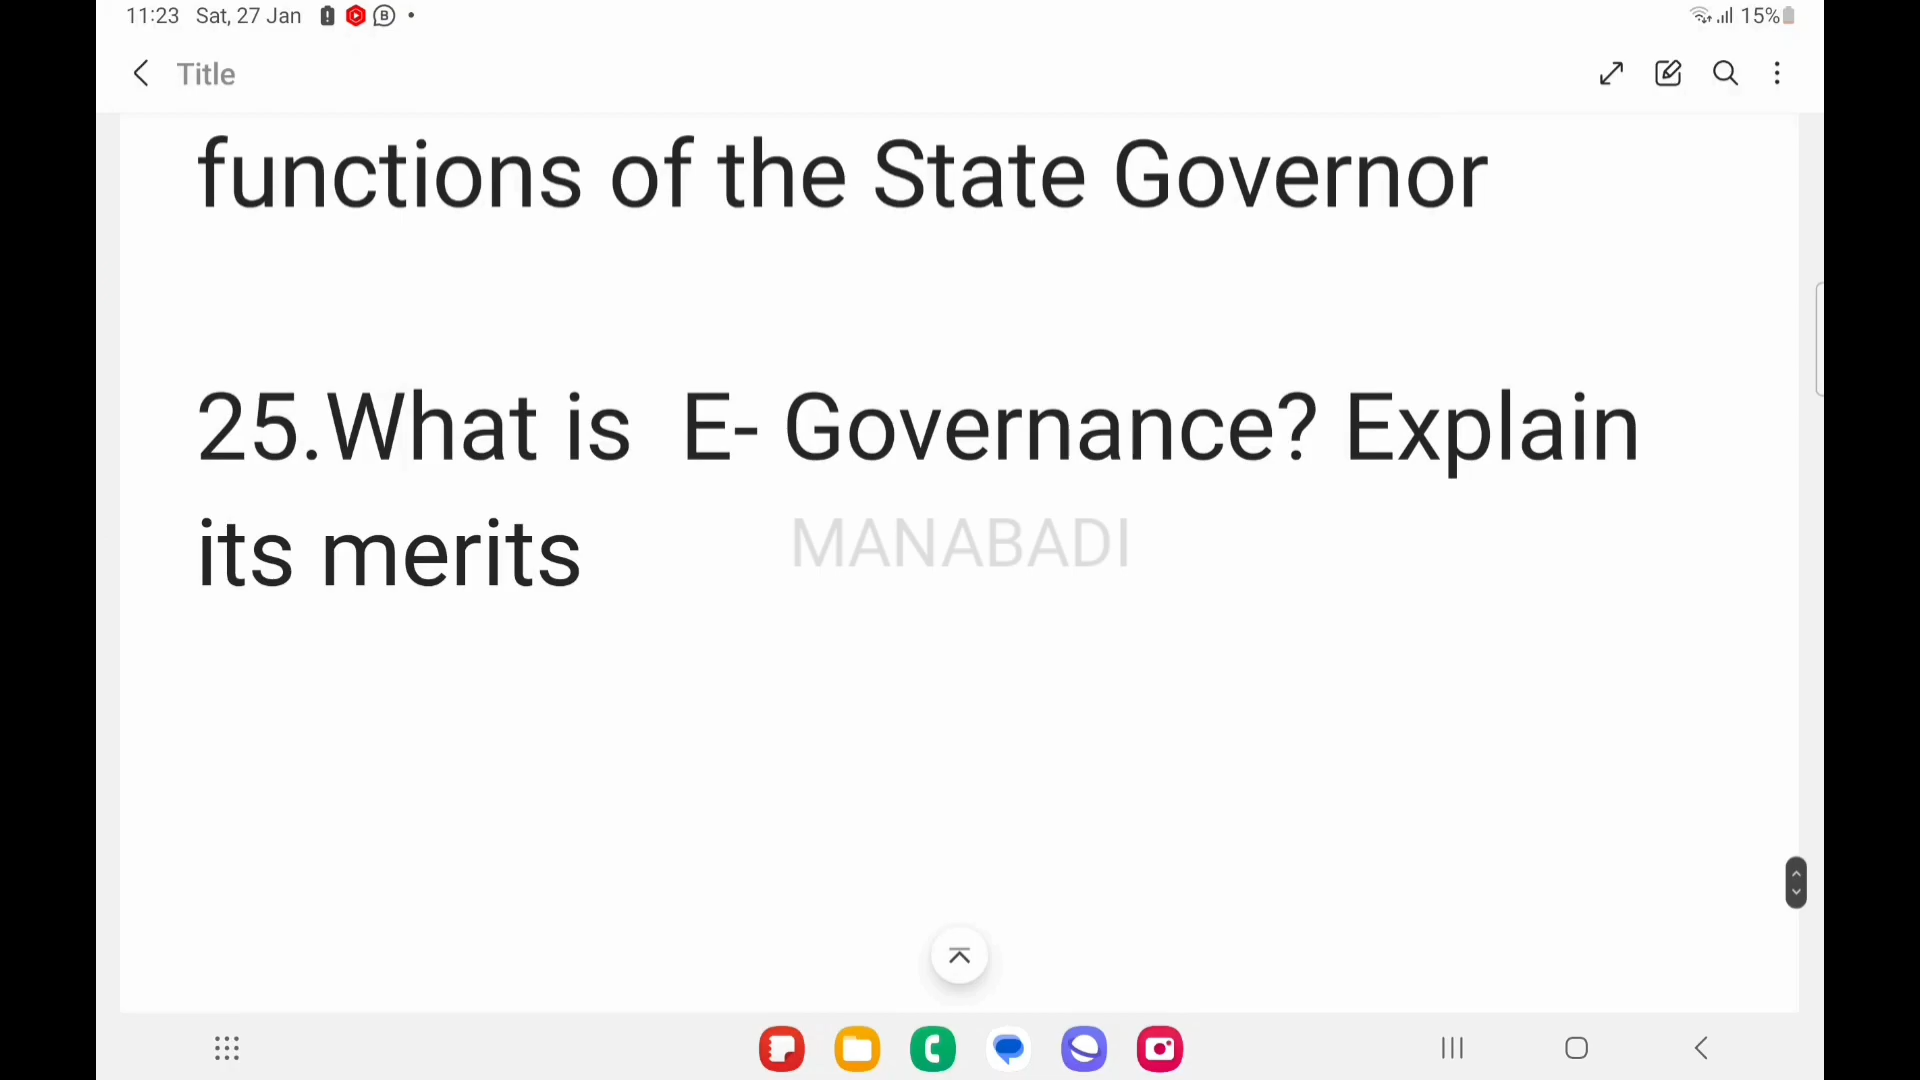 11:23 Sat, 27 Jan
15%
Title
functions of the State Governor
25.What is E- Governance? Explain
its merits
MANABADI